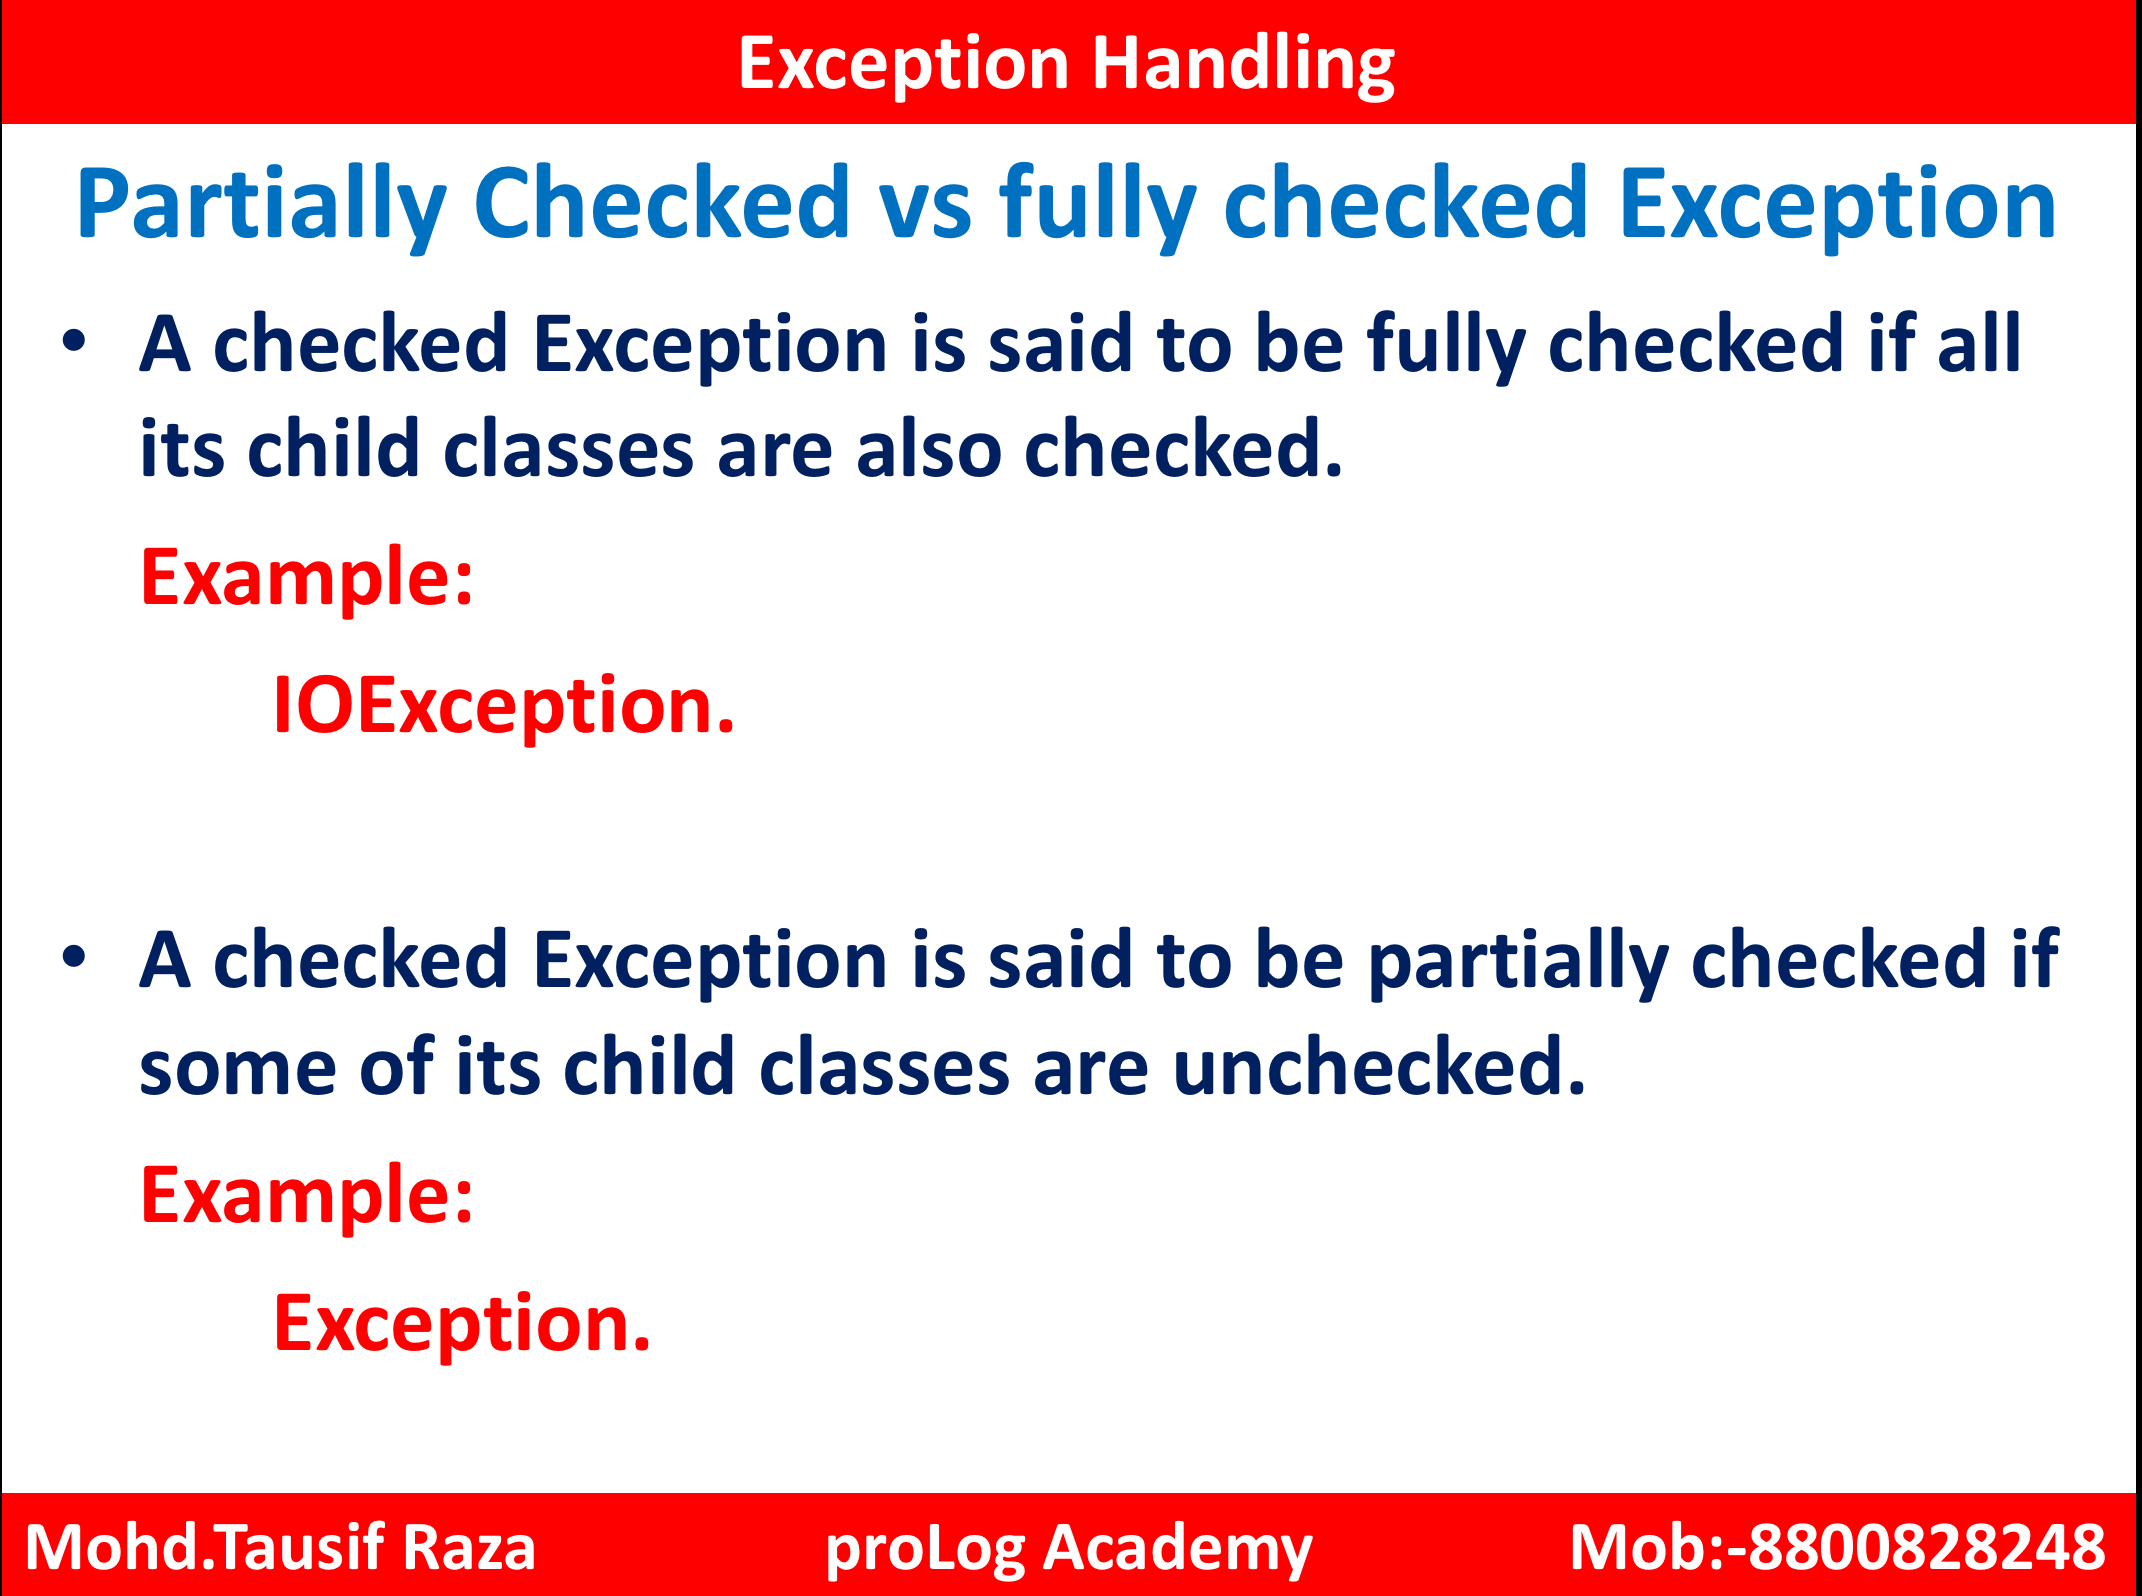 Exception Handling
Partially Checked vs fully checked Exception
• A checked Exception is said to be fully checked if all
its child classes are also checked.
Example:
IOException.
• A checked Exception is said to be partially checked if
some of its child classes are unchecked.
Example:
Exception.
Mohd.Tausif Raza proLog Academy Mob:-8800828248